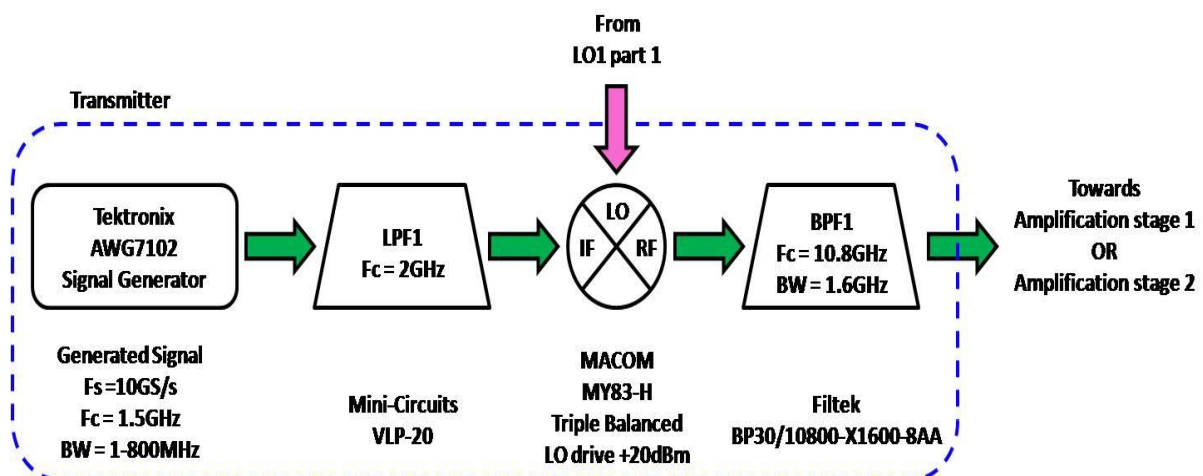 From
LO1 part 1
Transmitter
Tektronix
AWG7102
Signal Generator
LPF1
Fc = 2GHz
LO
IF
RF
BPF1
Fc = 10.8GHz
BW = 1.6GHz
Towards
Amplification stage 1
OR
Amplification stage 2
Generated Signal
Fs =10GS/s
Fc = 1.5GHz
BW = 1-800MHz
Mini-Circuits
VLP-20
MACOM
MY83-H
Triple Balanced
LO drive +20dBm
Filtek
BP30/10800-X1600-8AA